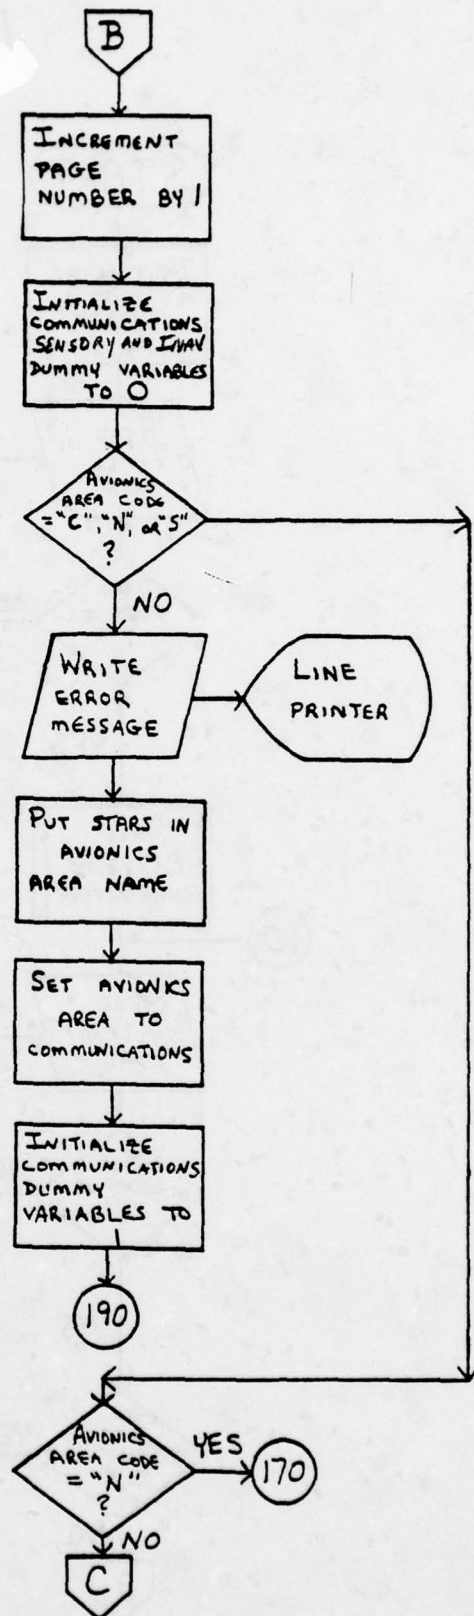 B
INCREMENT
PAGE
NUMBER BY 1
INITIALIZE
COMMUNICATIONS
SENSORY AND INAV
DUMMY VARIABLES
TO 0
AVIONICS
AREA CODE
="C","N", OR "S"
?
NO
WRITE
ERROR
MESSAGE
LINE
PRINTER
PUT STARS IN
AVIONICS
AREA NAME
SET AVIONICS
AREA TO
COMMUNICATIONS
INITIALIZE
COMMUNICATIONS
DUMMY
VARIABLES TO
1
190
AVIONICS
AREA CODE
= "N"
?
YES
170
NO
C